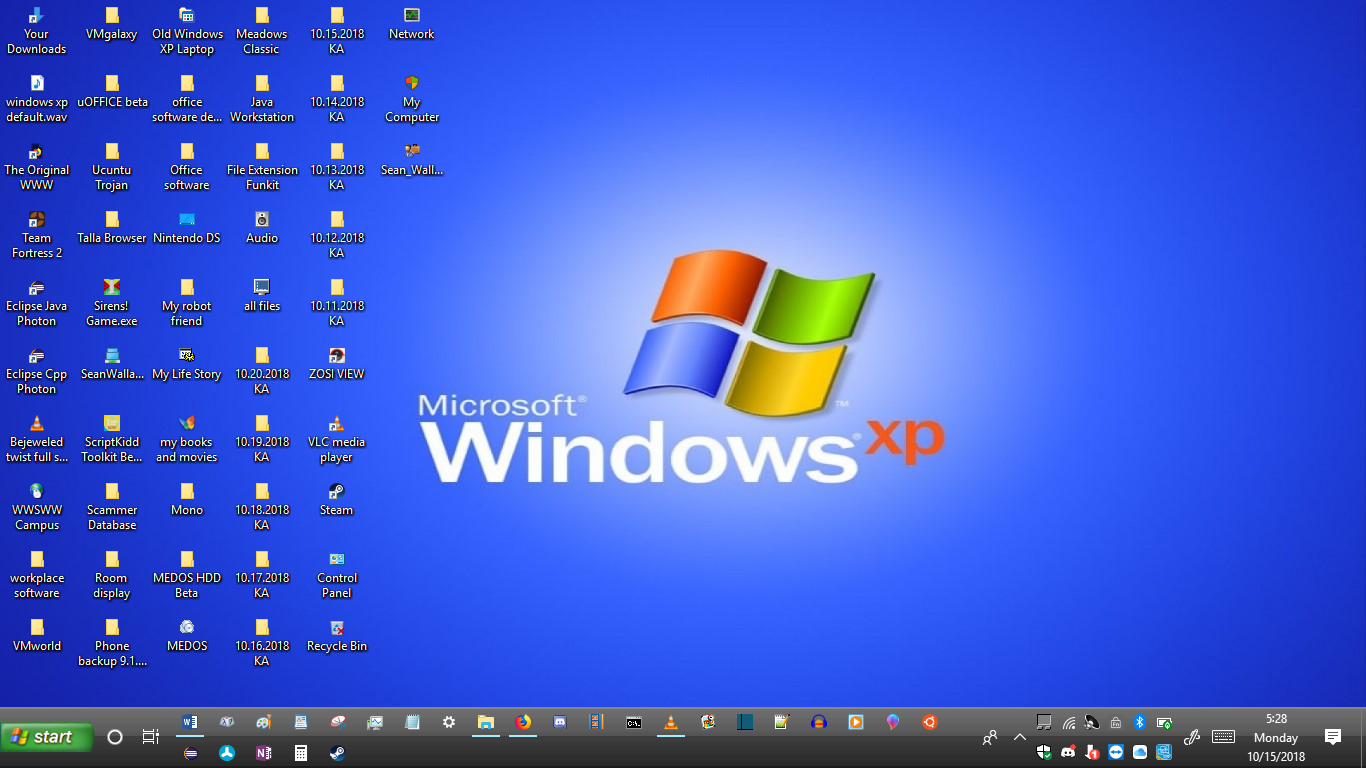 Your
Downloads
VMgalaxy
Old Windows
XP Laptop
Meadows
Classic
10.15.2018
KA
Network
windows xp
default.wav
uOFFICE beta
office
software de...
Java
Workstation
10.14.2018
KA
My
Computer
The Original
WWW
Ucuntu
Trojan
Office
software
File Extension
Funkit
10.13.2018
KA
Sean_Wall...
Team
Fortress 2
Talla Browser
Nintendo DS
Audio
10.12.2018
KA
Eclipse Java
Photon
Sirens!
Game.exe
My robot
friend
all files
10.11.2018
KA
Eclipse Cpp
Photon
SeanWalla...
My Life Story
10.20.2018
KA
ZOSI VIEW
Bejeweled
twist full s...
ScriptKidd
Toolkit Be...
my books
and movies
10.19.2018
KA
VLC media
player
WWSWW
Campus
Scammer
Database
Mono
10.18.2018
KA
Steam
workplace
software
Room
display
MEDOS HDD
Beta
10.17.2018
KA
Control
Panel
VMworld
Phone
backup 9.1....
MEDOS
10.16.2018
KA
Recycle Bin
Microsoft®
Windows® xp
™
start
5:28
Monday
10/15/2018